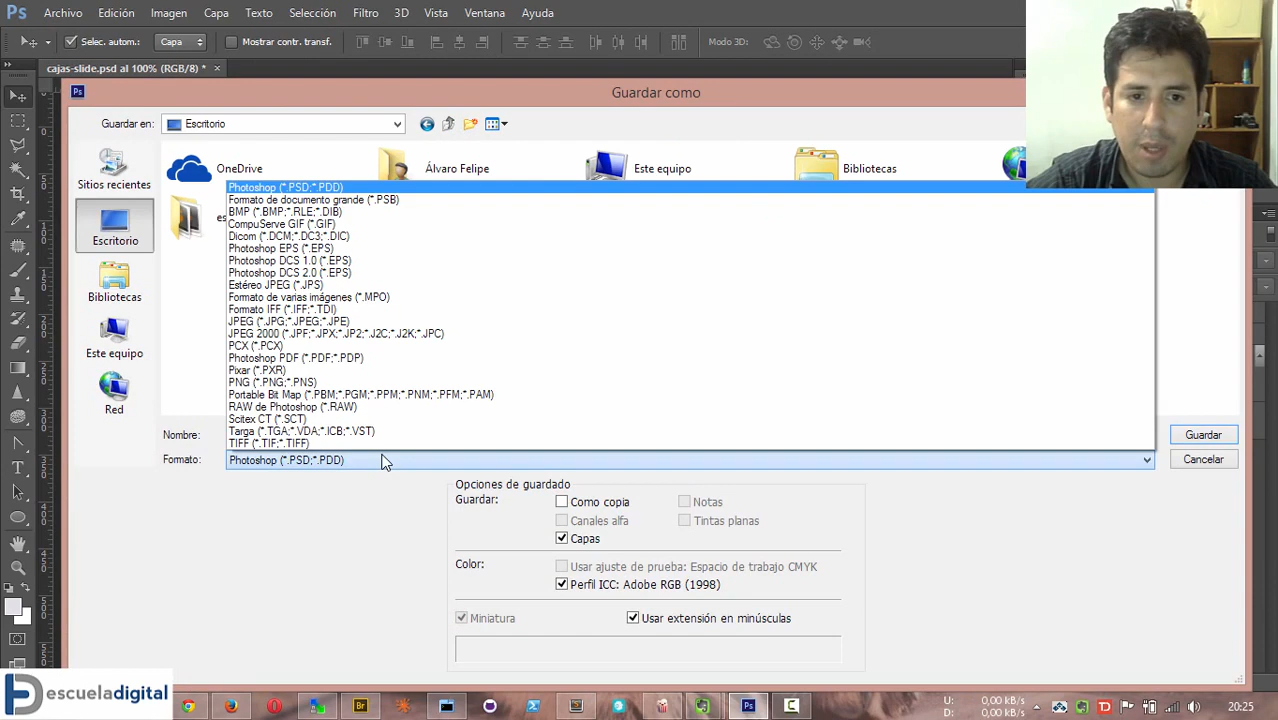 Ps Archivo Edición Imagen Capa Texto Selección Filtro 3D Vista Ventana Ayuda
Selec. autom.: Capa Mostrar contr. transf. Modo 3D:
cajas-slide.psd al 100% (RGB/8) * ×
Ps Guardar como
Guardar en: Escritorio
Sitios recientes
Escritorio
Bibliotecas
Este equipo
Red
OneDrive Álvaro Felipe Este equipo Bibliotecas
es
Photoshop (*.PSD;*.PDD)
Formato de documento grande (*.PSB)
BMP (*.BMP;*.RLE;*.DIB)
CompuServe GIF (*.GIF)
Dicom (*.DCM;*.DC3;*.DIC)
Photoshop EPS (*.EPS)
Photoshop DCS 1.0 (*.EPS)
Photoshop DCS 2.0 (*.EPS)
Estéreo JPEG (*.JPS)
Formato de varias imágenes (*.MPO)
Formato IFF (*.IFF;*.TDI)
JPEG (*.JPG;*.JPEG;*.JPE)
JPEG 2000 (*.JPF;*.JPX;*.JP2;*.J2C;*.J2K;*.JPC)
PCX (*.PCX)
Photoshop PDF (*.PDF;*.PDP)
Pixar (*.PXR)
PNG (*.PNG;*.PNS)
Portable Bit Map (*.PBM;*.PGM;*.PPM;*.PNM;*.PFM;*.PAM)
RAW de Photoshop (*.RAW)
Scitex CT (*.SCT)
Targa (*.TGA;*.VDA;*.ICB;*.VST)
TIFF (*.TIF;*.TIFF)
Nombre: Guardar
Formato: Photoshop (*.PSD;*.PDD) Cancelar
Opciones de guardado
Guardar: Como copia Notas
Canales alfa Tintas planas
Capas
Color: Usar ajuste de prueba: Espacio de trabajo CMYK
Perfil ICC: Adobe RGB (1998)
Miniatura Usar extensión en minúsculas
escueladigital
Br Ps
U: 0,00 kB/s
D: 0,00 kB/s
20:25